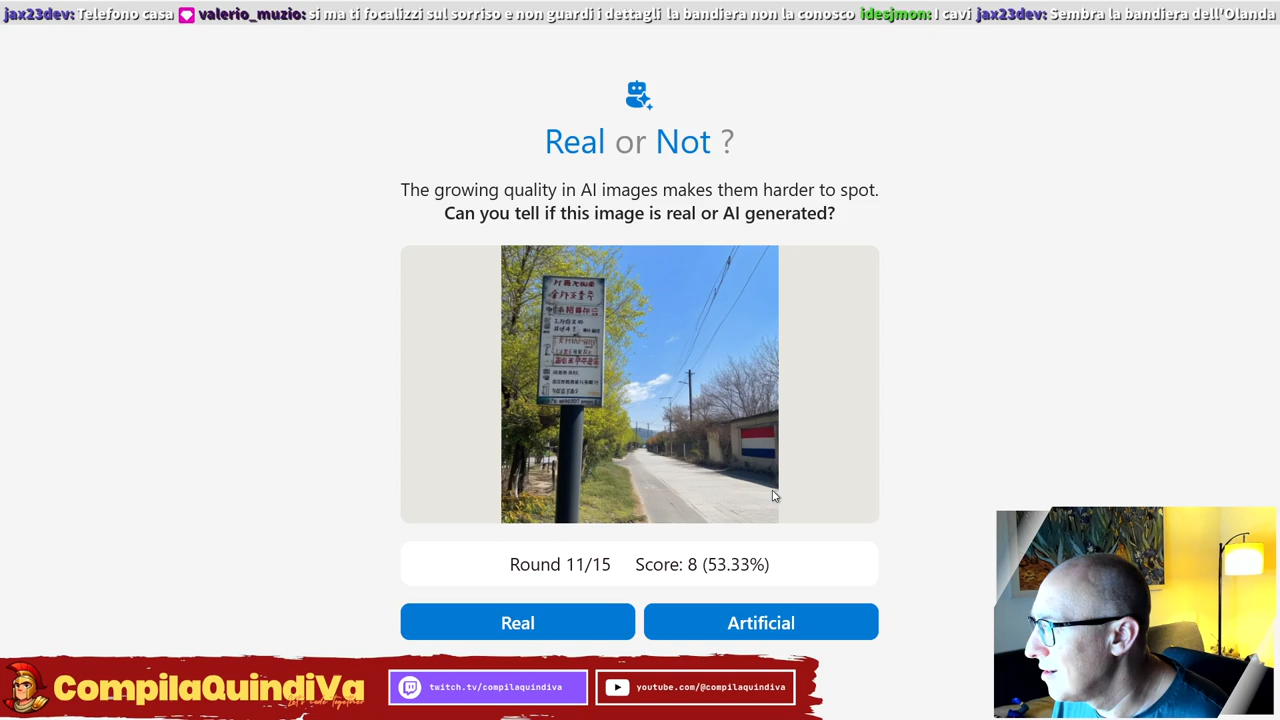 jax23dev: Telefono casa valerio_muzio: si ma ti focalizzi sul sorriso e non guardi i dettagli la bandiera non la conosco idesjmon: I cavi jax23dev: Sembra la bandiera dell'Olanda
Real or Not ?
The growing quality in AI images makes them harder to spot.
Can you tell if this image is real or AI generated?
Round 11/15 Score: 8 (53.33%)
Real Artificial
CompilaQuindiVa
Let's code Together
twitch.tv/compilaquindiva
youtube.com/@compilaquindiva